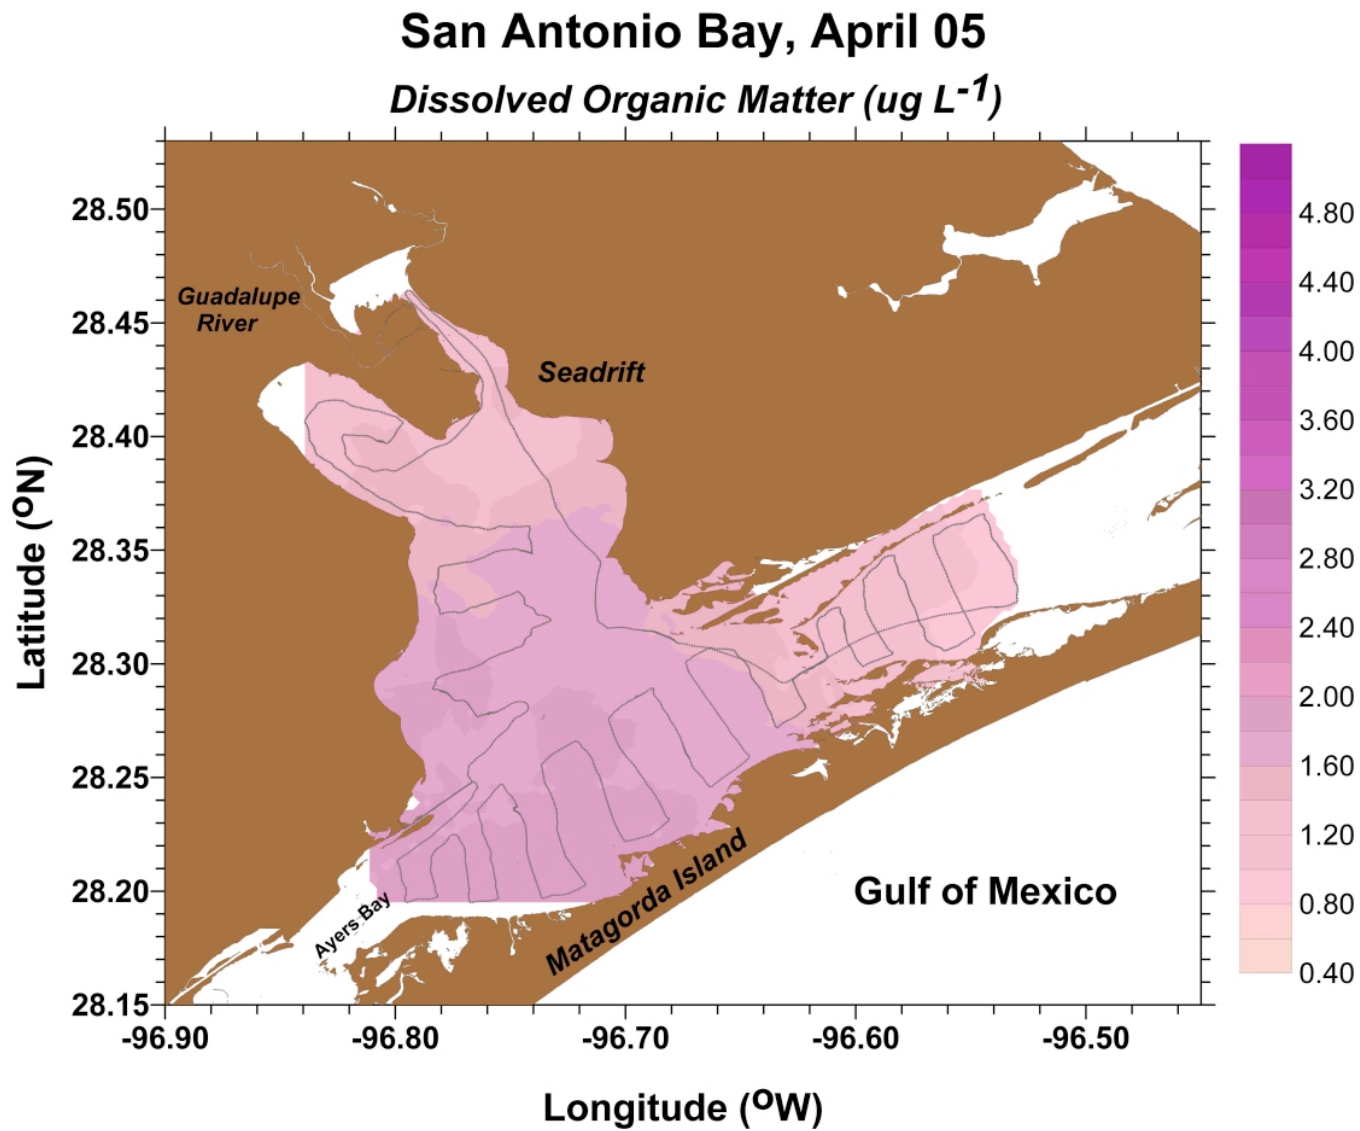 San Antonio Bay, April 05
Dissolved Organic Matter (ug L-1)
28.50
28.45
28.40
28.35
28.30
28.25
28.20
28.15
Latitude (oN)
Guadalupe
River
Seadrift
Ayers Bay
Matagorda Island
Gulf of Mexico
4.80
4.40
4.00
3.60
3.20
2.80
2.40
2.00
1.60
1.20
0.80
0.40
-96.90
-96.80
-96.70
-96.60
-96.50
Longitude (oW)